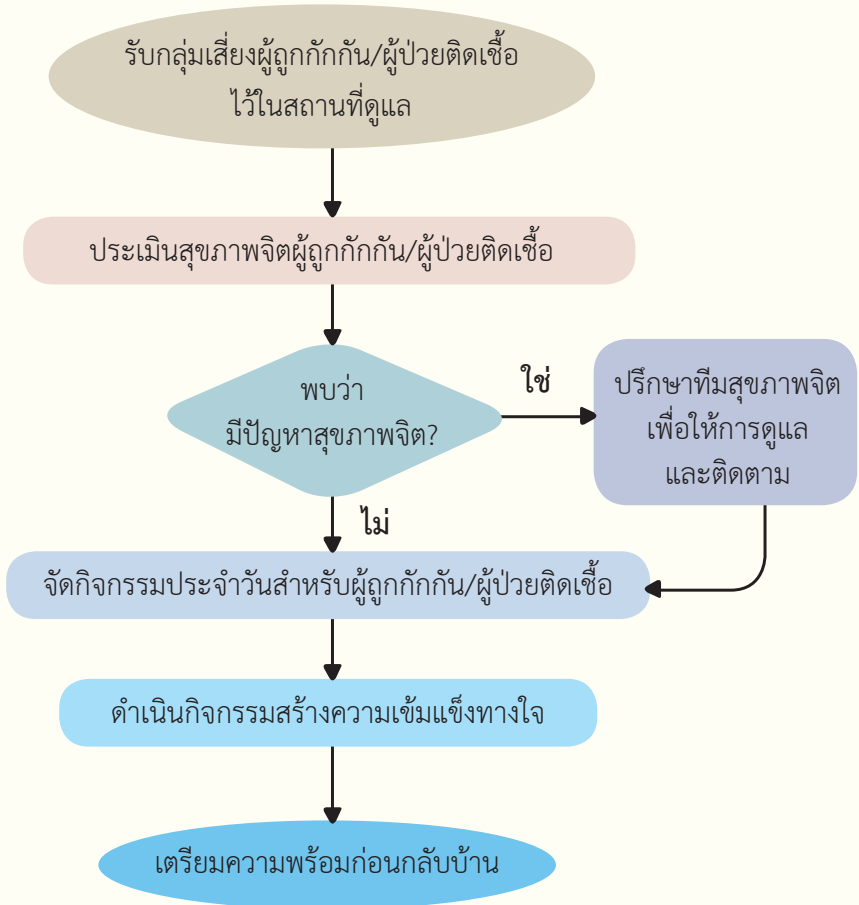 รับกลุ่มเสี่ยงผู้ถูกกักกัน/ผู้ป่วยติดเชื้อ
ไว้ในสถานที่ดูแล
ประเมินสุขภาพจิตผู้ถูกกักกัน/ผู้ป่วยติดเชื้อ
พบว่า
มีปัญหาสุขภาพจิต?
ใช่
ปรึกษาทีมสุขภาพจิต
เพื่อให้การดูแล
และติดตาม
ไม่
จัดกิจกรรมประจำวันสำหรับผู้ถูกกักกัน/ผู้ป่วยติดเชื้อ
ดำเนินกิจกรรมสร้างความเข้มแข็งทางใจ
เตรียมความพร้อมก่อนกลับบ้าน